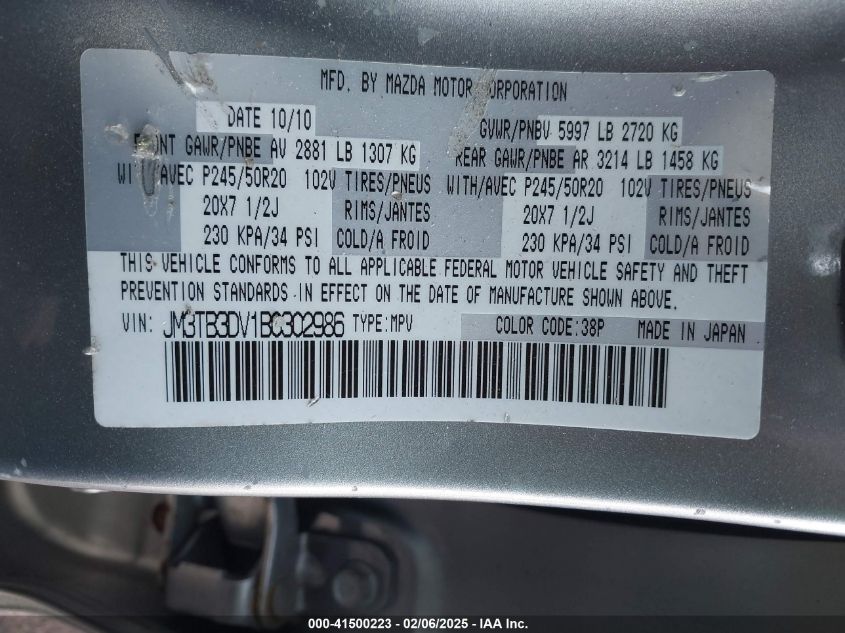 MFD. BY MAZDA MOTOR CORPORATION
DATE 10/10 GVWR/PNBV 5997 LB 2720 KG
FRONT GAWR/PNBE AV 2881 LB 1307 KG REAR GAWR/PNBE AR 3214 LB 1458 KG
WITH/AVEC P245/50R20 102V TIRES/PNEUS WITH/AVEC P245/50R20 102V TIRES/PNEUS
20X7 1/2J RIMS/JANTES 20X7 1/2J RIMS/JANTES
230 KPA/34 PSI COLD/A FROID 230 KPA/34 PSI COLD/A FROID
THIS VEHICLE CONFORMS TO ALL APPLICABLE FEDERAL MOTOR VEHICLE SAFETY AND THEFT
PREVENTION STANDARDS IN EFFECT ON THE DATE OF MANUFACTURE SHOWN ABOVE.
VIN: JM3TB3DV1BC302986 TYPE:MPV COLOR CODE:38P MADE IN JAPAN
000-41500223 - 02/06/2025 - IAA Inc.